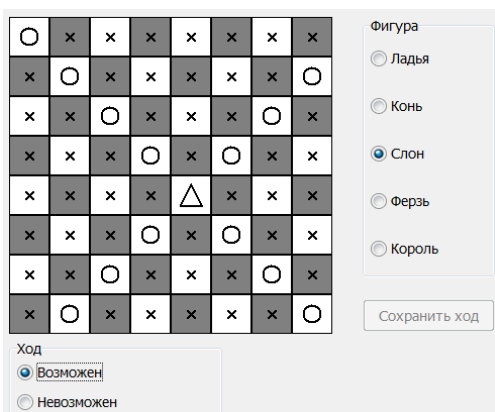 Фигура
Ладья
Конь
Слон
Ферзь
Король
Сохранить ход
Ход
Возможен
Невозможен